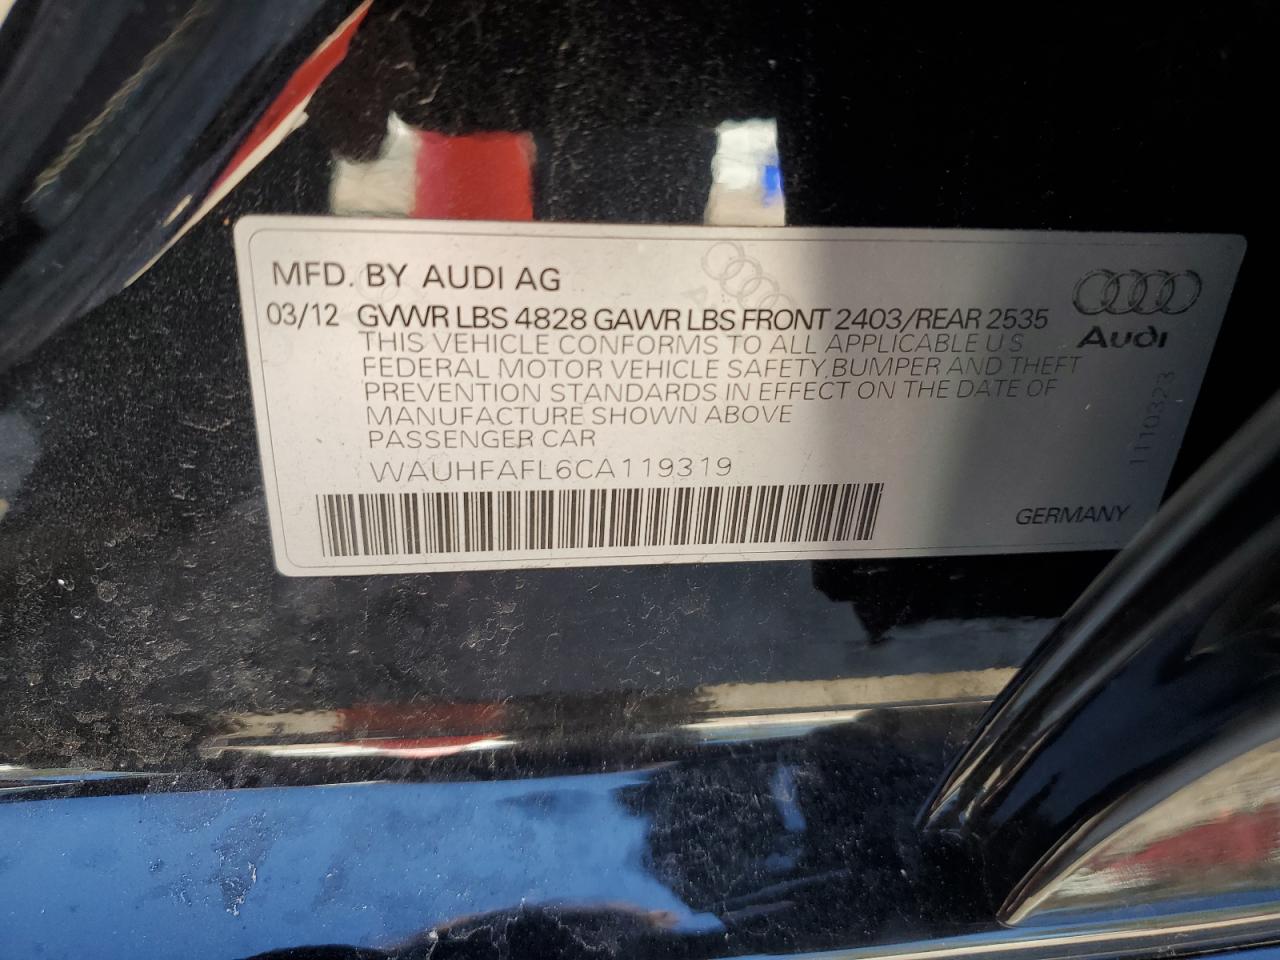 MFD. BY AUDI AG
03/12 GVWR LBS 4828 GAWR LBS FRONT 2403/REAR 2535
THIS VEHICLE CONFORMS TO ALL APPLICABLE U S
FEDERAL MOTOR VEHICLE SAFETY, BUMPER AND THEFT
PREVENTION STANDARDS IN EFFECT ON THE DATE OF
MANUFACTURE SHOWN ABOVE
PASSENGER CAR
WAUHFAFL6CA119319
Audi
1110323
GERMANY